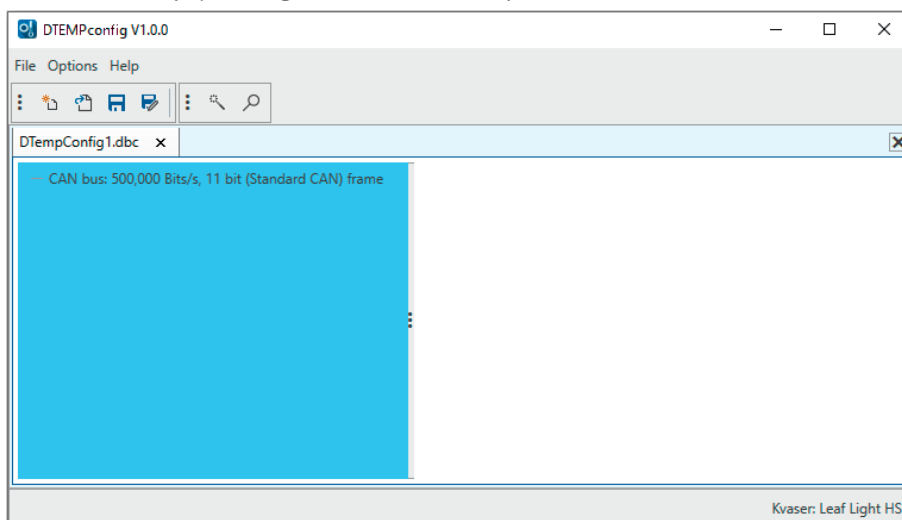 DTEMPconfig V1.0.0
File Options Help
DTempConfig1.dbc
CAN bus: 500,000 Bits/s, 11 bit (Standard CAN) frame
Kvaser: Leaf Light HS